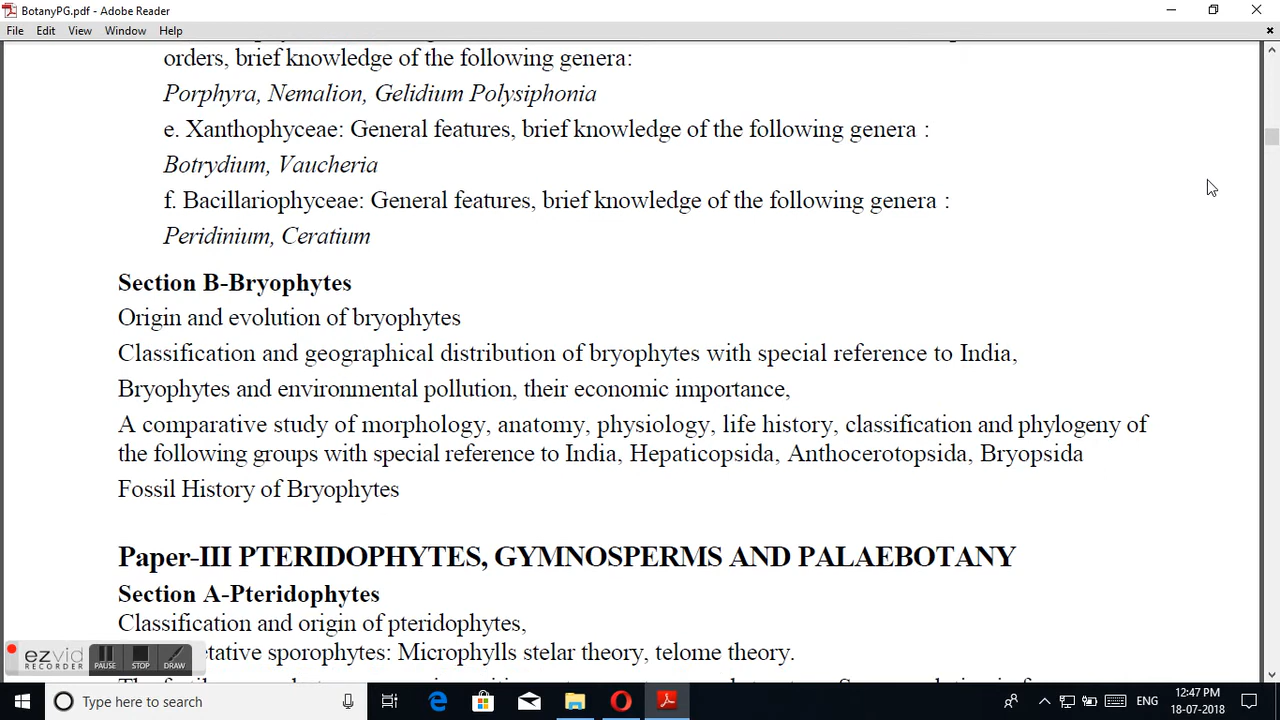 BotanyPG.pdf - Adobe Reader
File Edit View Window Help
orders, brief knowledge of the following genera:
Porphyra, Nemalion, Gelidium Polysiphonia
e. Xanthophyceae: General features, brief knowledge of the following genera :
Botrydium, Vaucheria
f. Bacillariophyceae: General features, brief knowledge of the following genera :
Peridinium, Ceratium
Section B-Bryophytes
Origin and evolution of bryophytes
Classification and geographical distribution of bryophytes with special reference to India,
Bryophytes and environmental pollution, their economic importance,
A comparative study of morphology, anatomy, physiology, life history, classification and phylogeny of
the following groups with special reference to India, Hepaticopsida, Anthocerotopsida, Bryopsida
Fossil History of Bryophytes
Paper-III PTERIDOPHYTES, GYMNOSPERMS AND PALAEBOTANY
Section A-Pteridophytes
Classification and origin of pteridophytes,
etative sporophytes: Microphylls stelar theory, telome theory.
ezvid
RECORDER
PAUSE STOP DRAW
Type here to search
ENG
12:47 PM
18-07-2018